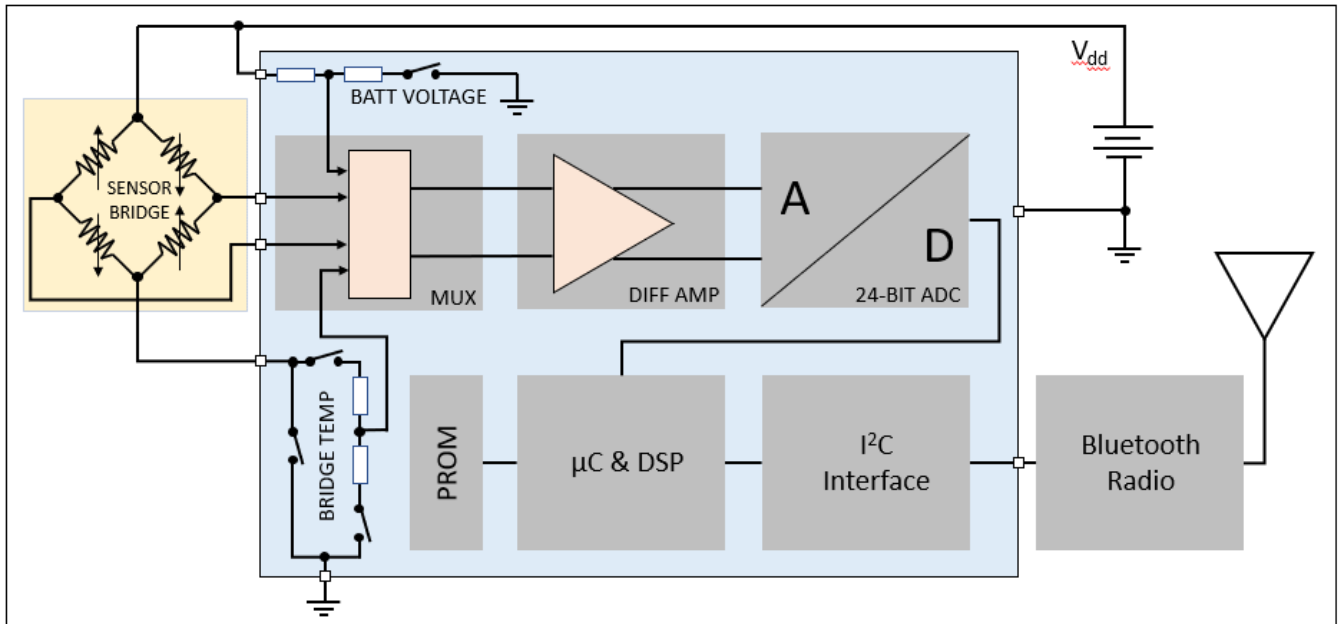 V_dd
BATT VOLTAGE
SENSOR
BRIDGE
A
D
MUX
DIFF AMP
24-BIT ADC
BRIDGE TEMP
PROM
µC & DSP
I²C
Interface
Bluetooth
Radio